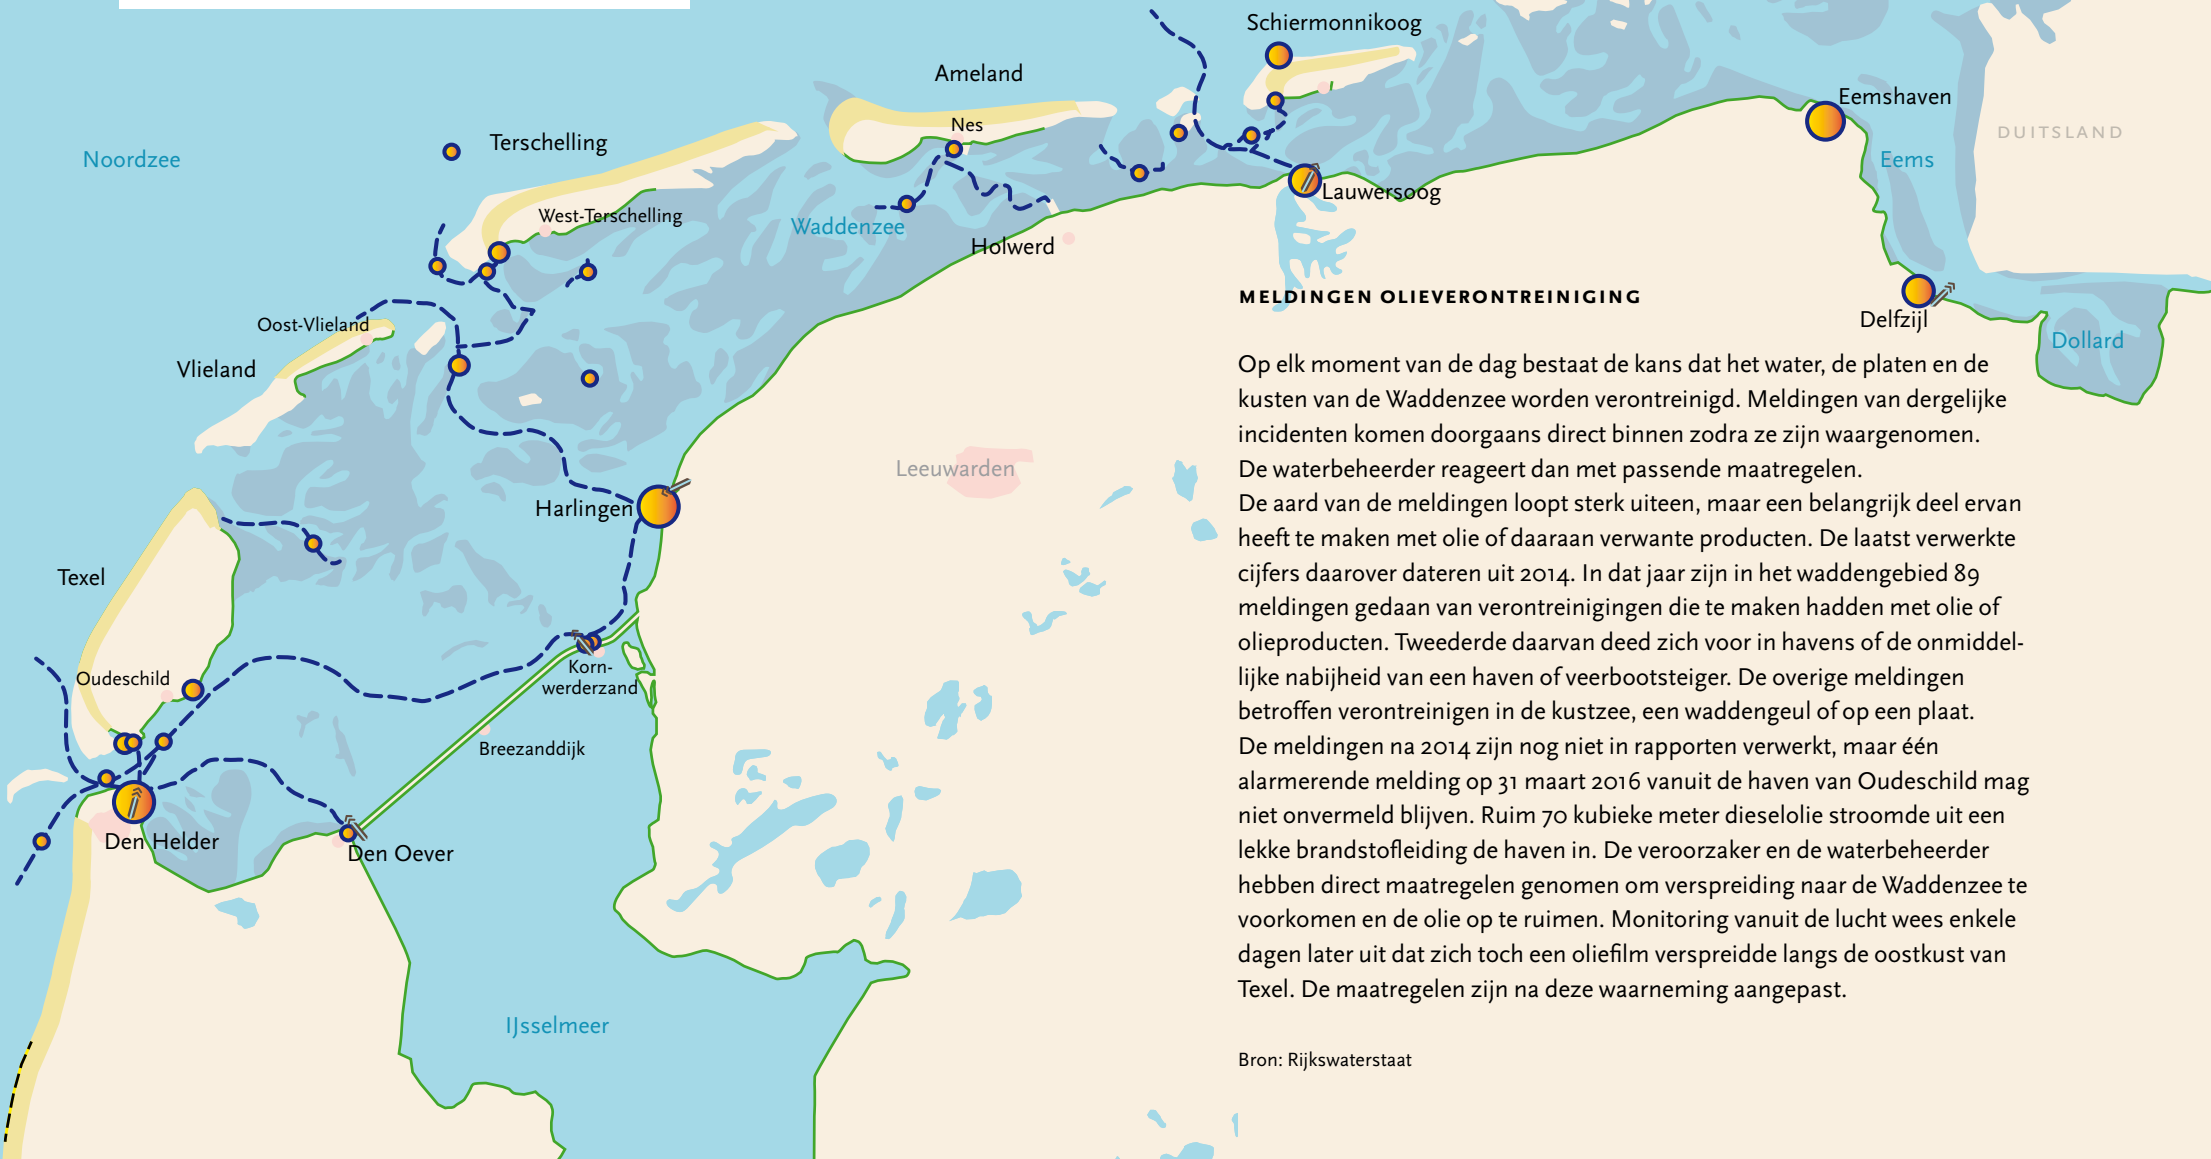 Schiermonnikoog
Ameland
Eemshaven
Nes
DUITSLAND
Terschelling
Noordzee
Eems
Lauwersoog
West-Terschelling
Waddenzee
Holwerd
MELDINGEN OLIEVERONTREINIGING
Delfzijl
Oost-Vlieland
Dollard
Vlieland
Leeuwarden
Harlingen
Texel
Korn-
werderzand
Oudeschild
Breezanddijk
Den Helder
Den Oever
IJsselmeer
Op elk moment van de dag bestaat de kans dat het water, de platen en de
kusten van de Waddenzee worden verontreinigd. Meldingen van dergelijke
incidenten komen doorgaans direct binnen zodra ze zijn waargenomen.
De waterbeheerder reageert dan met passende maatregelen.
De aard van de meldingen loopt sterk uiteen, maar een belangrijk deel ervan
heeft te maken met olie of daaraan verwante producten. De laatst verwerkte
cijfers daarover dateren uit 2014. In dat jaar zijn in het waddengebied 89
meldingen gedaan van verontreinigingen die te maken hadden met olie of
olieproducten. Tweederde daarvan deed zich voor in havens of de onmiddel-
lijke nabijheid van een haven of veerbootsteiger. De overige meldingen
betroffen verontreinigen in de kustzee, een waddengeul of op een plaat.
De meldingen na 2014 zijn nog niet in rapporten verwerkt, maar één
alarmerende melding op 31 maart 2016 vanuit de haven van Oudeschild mag
niet onvermeld blijven. Ruim 70 kubieke meter dieselolie stroomde uit een
lekke brandstofleiding de haven in. De veroorzaker en de waterbeheerder
hebben direct maatregelen genomen om verspreiding naar de Waddenzee te
voorkomen en de olie op te ruimen. Monitoring vanuit de lucht wees enkele
dagen later uit dat zich toch een oliefilm verspreidde langs de oostkust van
Texel. De maatregelen zijn na deze waarneming aangepast.
Bron: Rijkswaterstaat